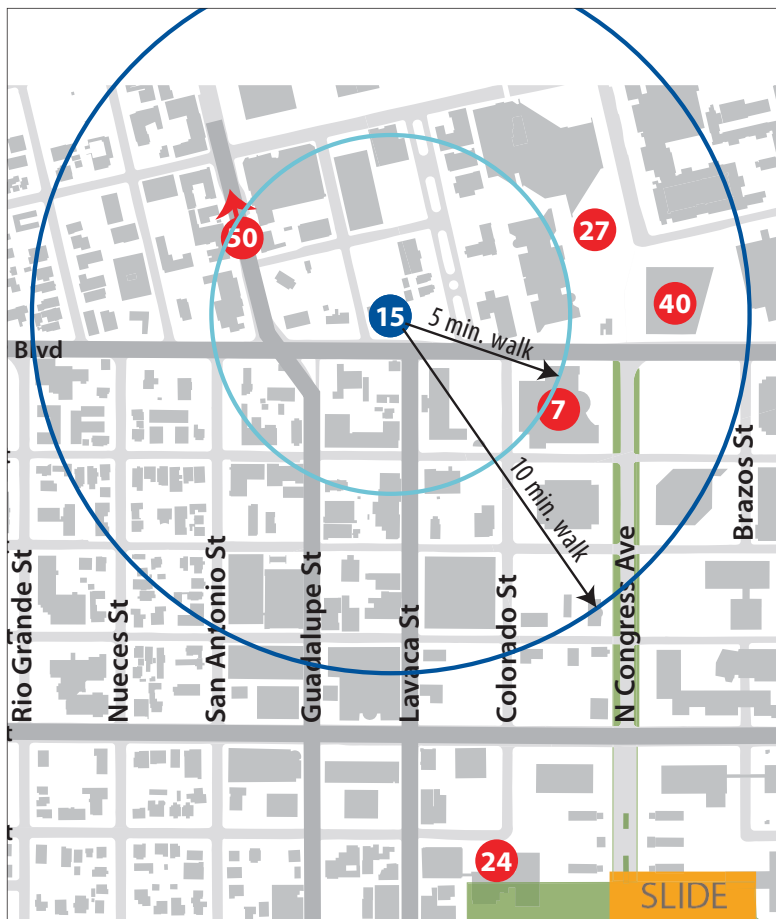 27
50
40
15
5 min. walk
Blvd
7
10 min. walk
Rio Grande St
Nueces St
San Antonio St
Guadalupe St
Lavaca St
Colorado St
N Congress Ave
Brazos St
24
SLIDE